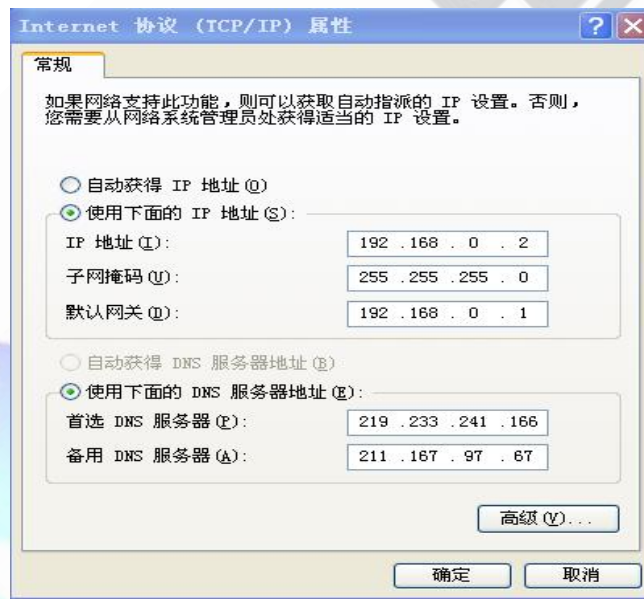 Internet 协议 (TCP/IP) 属性
常规
如果网络支持此功能，则可以获取自动指派的 IP 设置。否则，
您需要从网络系统管理员处获得适当的 IP 设置。
自动获得 IP 地址(O)
使用下面的 IP 地址(S):
IP 地址(I): 192 .168 . 0 . 2
子网掩码(U): 255 .255 .255 . 0
默认网关(D): 192 .168 . 0 . 1
自动获得 DNS 服务器地址(B)
使用下面的 DNS 服务器地址(E):
首选 DNS 服务器(P): 219 .233 .241 .166
备用 DNS 服务器(A): 211 .167 . 97 . 67
高级(V)...
确定 取消